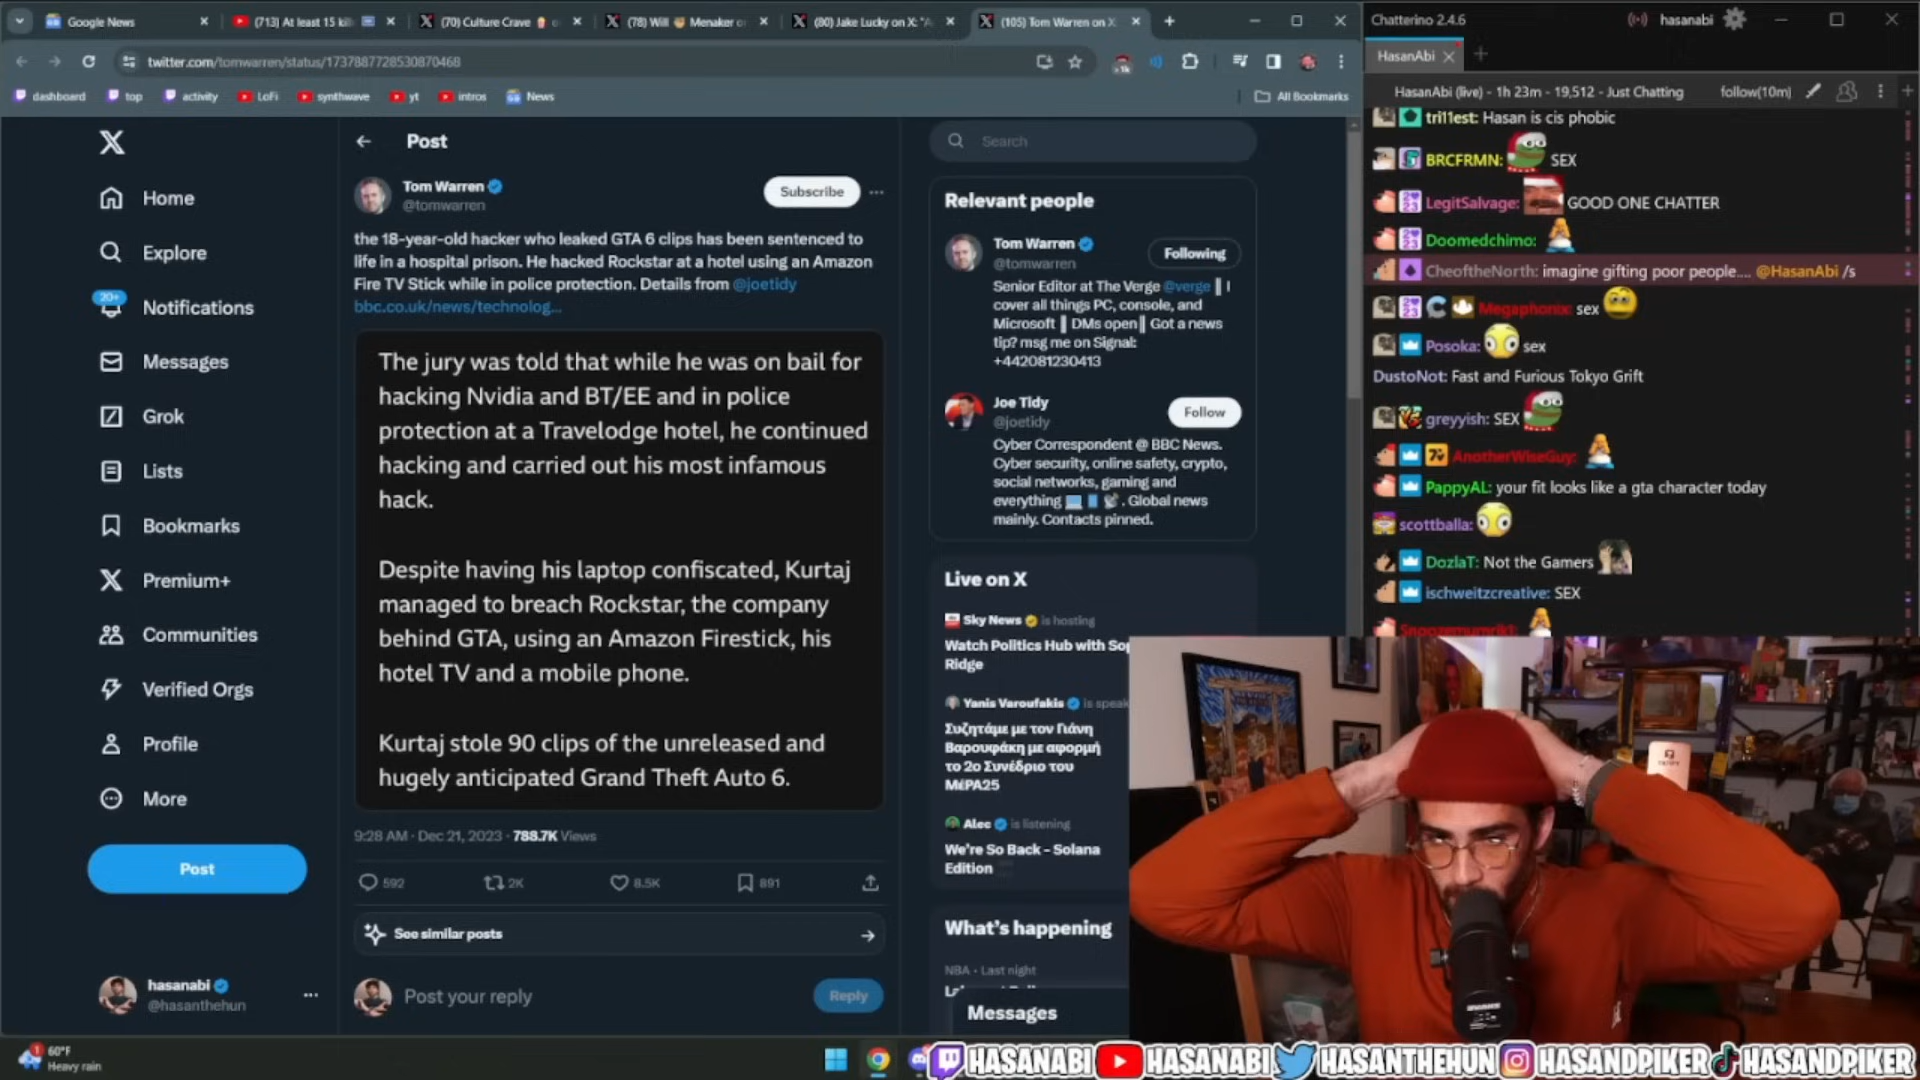 Google News
(713) At least 15 kill
(70) Culture Crave
(78) Will
Menaker or
(80) Jake Lucky on X: "A
(105) Tom Warren on X
twitter.com/tomwarren/status/1737887728530870468
dashboard
top
activity
LoFi
synthwave
yt
intros
News
All Bookmarks
Home
Explore
20+
Notifications
Messages
Grok
Lists
Bookmarks
Premium+
Communities
Verified Orgs
Profile
More
Post
hasanabi
@hasanthehun
Post
Tom Warren
@tomwarren
Subscribe
the 18-year-old hacker who leaked GTA 6 clips has been sentenced to
life in a hospital prison. He hacked Rockstar at a hotel using an Amazon
Fire TV Stick while in police protection. Details from @joetidy
bbc.co.uk/news/technolog...
The jury was told that while he was on bail for
hacking Nvidia and BT/EE and in police
protection at a Travelodge hotel, he continued
hacking and carried out his most infamous
hack.
Despite having his laptop confiscated, Kurtaj
managed to breach Rockstar, the company
behind GTA, using an Amazon Firestick, his
hotel TV and a mobile phone.
Kurtaj stole 90 clips of the unreleased and
hugely anticipated Grand Theft Auto 6.
9:28 AM · Dec 21, 2023 · 788.7K Views
592
2K
8.5K
891
See similar posts
Post your reply
Reply
Search
Relevant people
Tom Warren
@tomwarren
Following
Senior Editor at The Verge @verge | I
cover all things PC, console, and
Microsoft | DMs open | Got a news
tip? msg me on Signal:
+442081230413
Joe Tidy
@joetidy
Follow
Cyber Correspondent @ BBC News.
Cyber security, online safety, crypto,
social networks, gaming and
everything
. Global news
mainly. Contacts pinned.
Live on X
Sky News is hosting
Watch Politics Hub with Sop
Ridge
Yanis Varoufakis is speak
Συζητάμε με τον Γιάνη
Βαρουφάκη με αφορμή
το 2ο Συνέδριο του
ΜέΡΑ25
Alec is listening
We're So Back - Solana
Edition
What's happening
NBA · Last night
Messages
Chatterino 2.4.6
hasanabi
HasanAbi
HasanAbi (live) - 1h 23m - 19,512 - Just Chatting
follow(10m)
tri11est: Hasan is cis phobic
BRCFRMN: SEX
LegitSalvage: GOOD ONE CHATTER
Doomedchimo:
CheoftheNorth: imagine gifting poor people.... @HasanAbi /s
Megaphonix: sex
Posoka: sex
DustoNot: Fast and Furious Tokyo Grift
greyyish: SEX
AnotherWiseGuy:
PappyAL: your fit looks like a gta character today
scottballa:
DozlaT: Not the Gamers
ischweitzcreative: SEX
60°F
Heavy rain
HASANABI
HASANABI
HASANTHEHUN
HASANDPIKER
HASANDPIKER